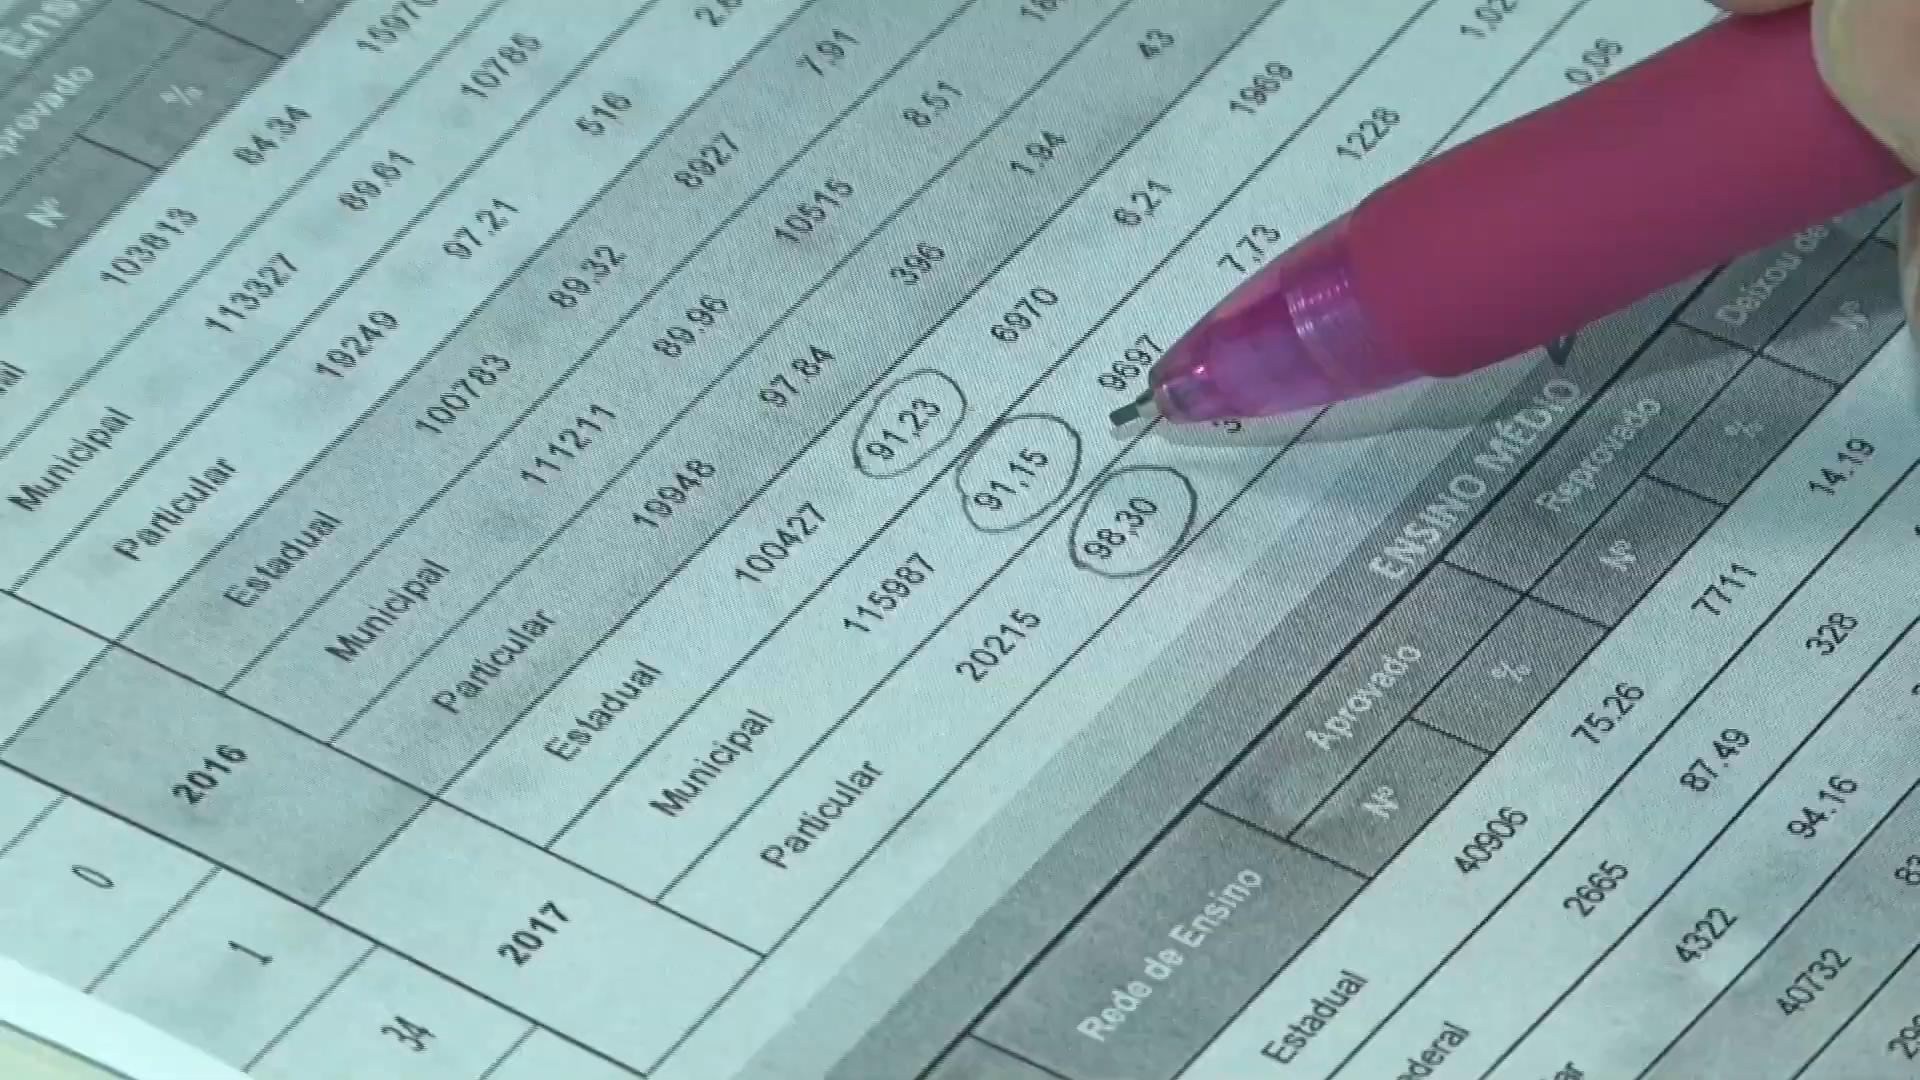 provado
Nº %
103813 84.34
Municipal 113327 89.61 10785
Particular 19249 97.21 516
2016
Estadual 100783 89,32 8927 7,91
Municipal 111211 89,96 10515 8,51
Particular 19948 97,84 396 1,94 43
2017
Estadual 100427 91,23 6970 6,21 1969
Municipal 115987 91,15 9697 7,73 1228
Particular 20215 98,30 0,06
0
1
34
ENSINO MÉDIO
Rede de Ensino Aprovado Reprovado Deixou de
Nº % Nº % Nº
Estadual 40906 75.26 7711 14.19
2665 87.49 328
4322 94.16
40732